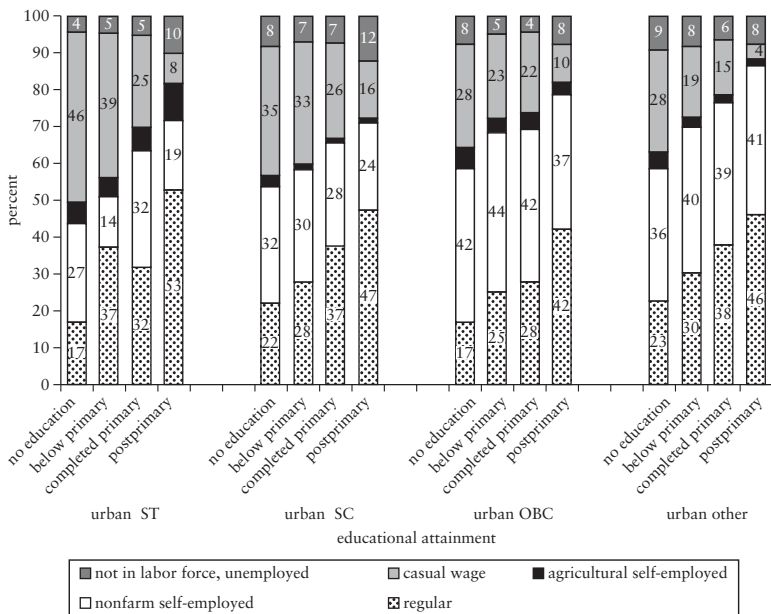 100
90
80
70
60
50
40
30
20
10
0
percent
4 5 5 10 8 7 7 12 8 5 4 8 9 8 6 8
46 39 25 8 35 33 26 16 28 23 22 10 28 19 15 4
27 14 32 19 32 30 28 24 42 44 42 37 36 40 39 41
17 37 32 53 22 28 37 47 17 25 28 42 23 30 38 46
no education below primary completed primary postprimary no education below primary completed primary postprimary no education below primary completed primary postprimary no education below primary completed primary postprimary
urban ST urban SC urban OBC urban other
educational attainment
not in labor force, unemployed casual wage agricultural self-employed
nonfarm self-employed regular